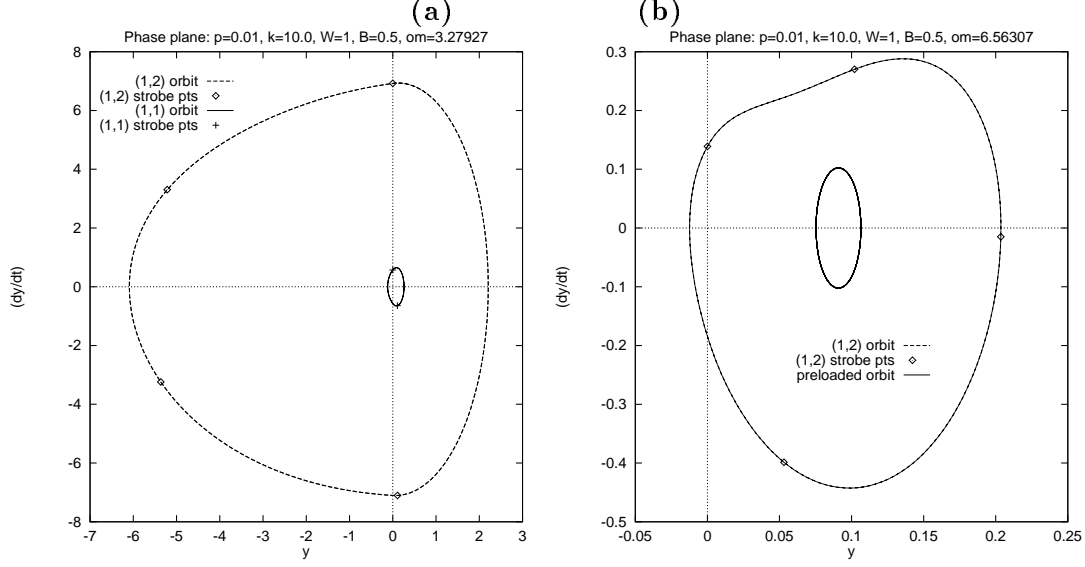 (a)
Phase plane: p=0.01, k=10.0, W=1, B=0.5, om=3.27927
8
6
4
2
0
-2
-4
-6
-8
-7 -6 -5 -4 -3 -2 -1 0 1 2 3
(dy/dt)
y
(1,2) orbit
(1,2) strobe pts
(1,1) orbit
(1,1) strobe pts
(b)
Phase plane: p=0.01, k=10.0, W=1, B=0.5, om=6.56307
0.3
0.2
0.1
0
-0.1
-0.2
-0.3
-0.4
-0.5
-0.05 0 0.05 0.1 0.15 0.2 0.25
(dy/dt)
y
(1,2) orbit
(1,2) strobe pts
preloaded orbit